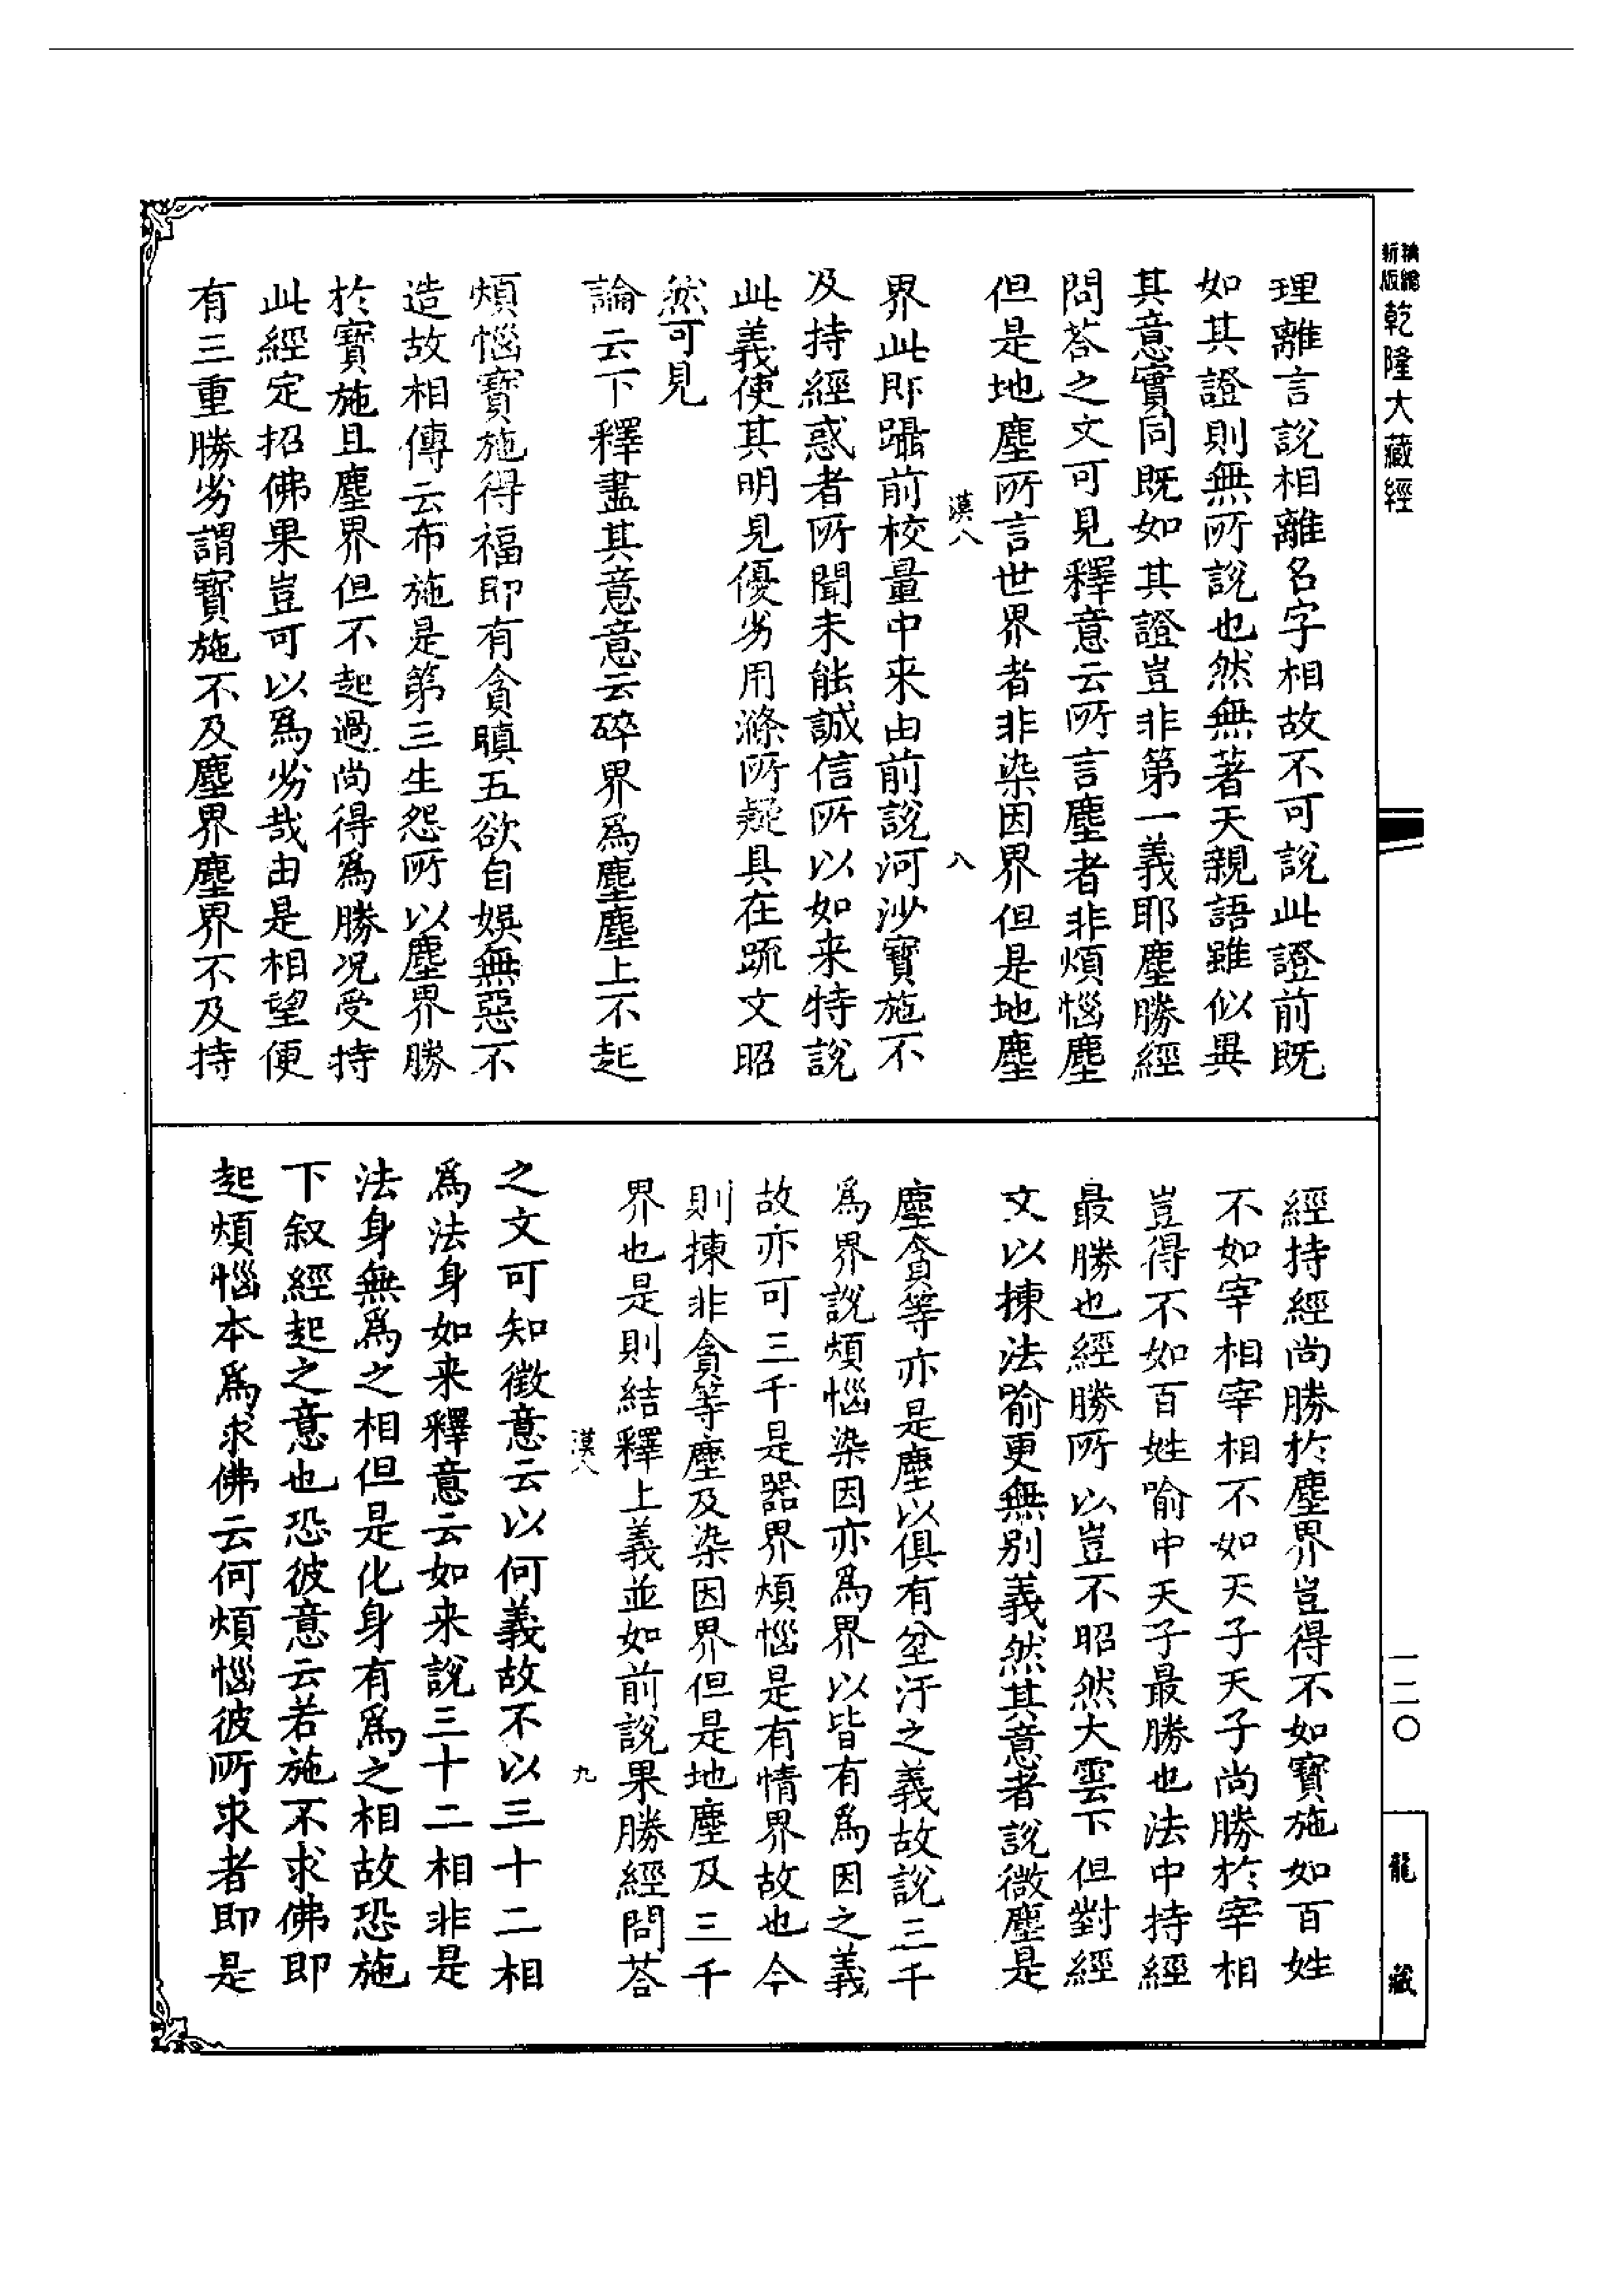 新編縮版 乾隆大藏經
理離言說相離名字相故不可說此證前既
如其證則無所說也然無著天親語雖似異
其意實同既如其證豈非第一義耶塵勝經
問荅之文可見釋意云所言塵者非煩惱塵
但是地塵所言世界者非染因界但是地塵
漠八 八
界此即躡前校量中来由前說河沙寶施不
及持經惑者所聞未能誠信所以如来特說
此義使其明見優劣用滌所疑具在䟽文昭
然可見
論云下釋盡其意意云碎界爲塵塵上不起
煩惱寶施得福即有貪瞋五欲自娛無惡不
造故相傳云布施是第三生怨所以塵界勝
於寶施且塵界但不起過尚得爲勝况受持
此經定招佛果豈可以爲劣哉由是相望便
有三重勝劣謂寶施不及塵界塵界不及持
經持經尚勝於塵界豈得不如寶施如百姓
不如宰相宰相不如天子天子尚勝於宰相
豈得不如百姓喻中天子最勝也法中持經
最勝也經勝所以豈不昭然大雲下但對經
文以揀法喻更無别義然其意者說微塵是
塵貪等亦是塵以俱有坌汙之義故說三千
爲界說煩惱染因亦爲界以皆有爲因之義
故亦可三千是器界煩惱是有情界故也今
則揀非貪等塵及染因界但是地塵及三千
界也是則結釋上義並如前說果勝經問荅
漠八 九
之文可知徵意云以何義故不以三十二相
爲法身如来釋意云如来說三十二相非是
法身無爲之相但是化身有爲之相故恐施
下叙經起之意也恐彼意云若施不求佛即
起煩惱本爲求佛云何煩惱彼所求者即是
一二〇
龍藏